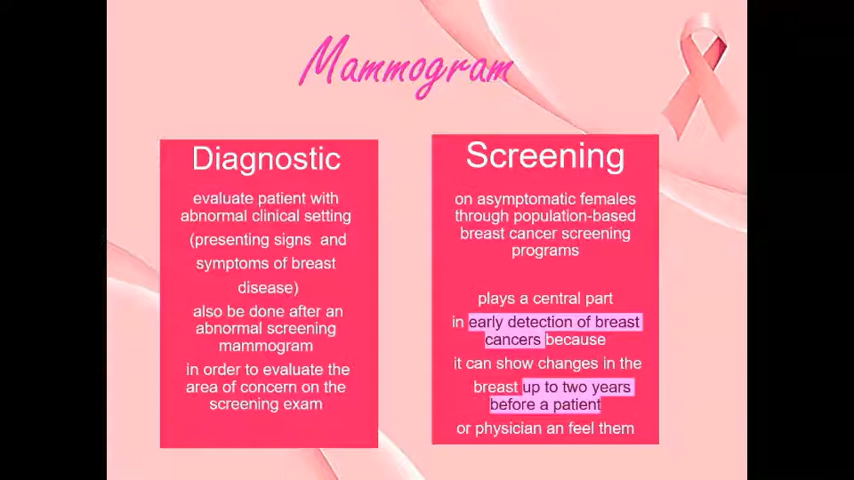 Mammogram
Diagnostic
evaluate patient with
abnormal clinical setting
(presenting signs and
symptoms of breast
disease)
also be done after an
abnormal screening
mammogram
in order to evaluate the
area of concern on the
screening exam
Screening
on asymptomatic females
through population-based
breast cancer screening
programs
plays a central part
in early detection of breast
cancers because
it can show changes in the
breast up to two years
before a patient
or physician an feel them